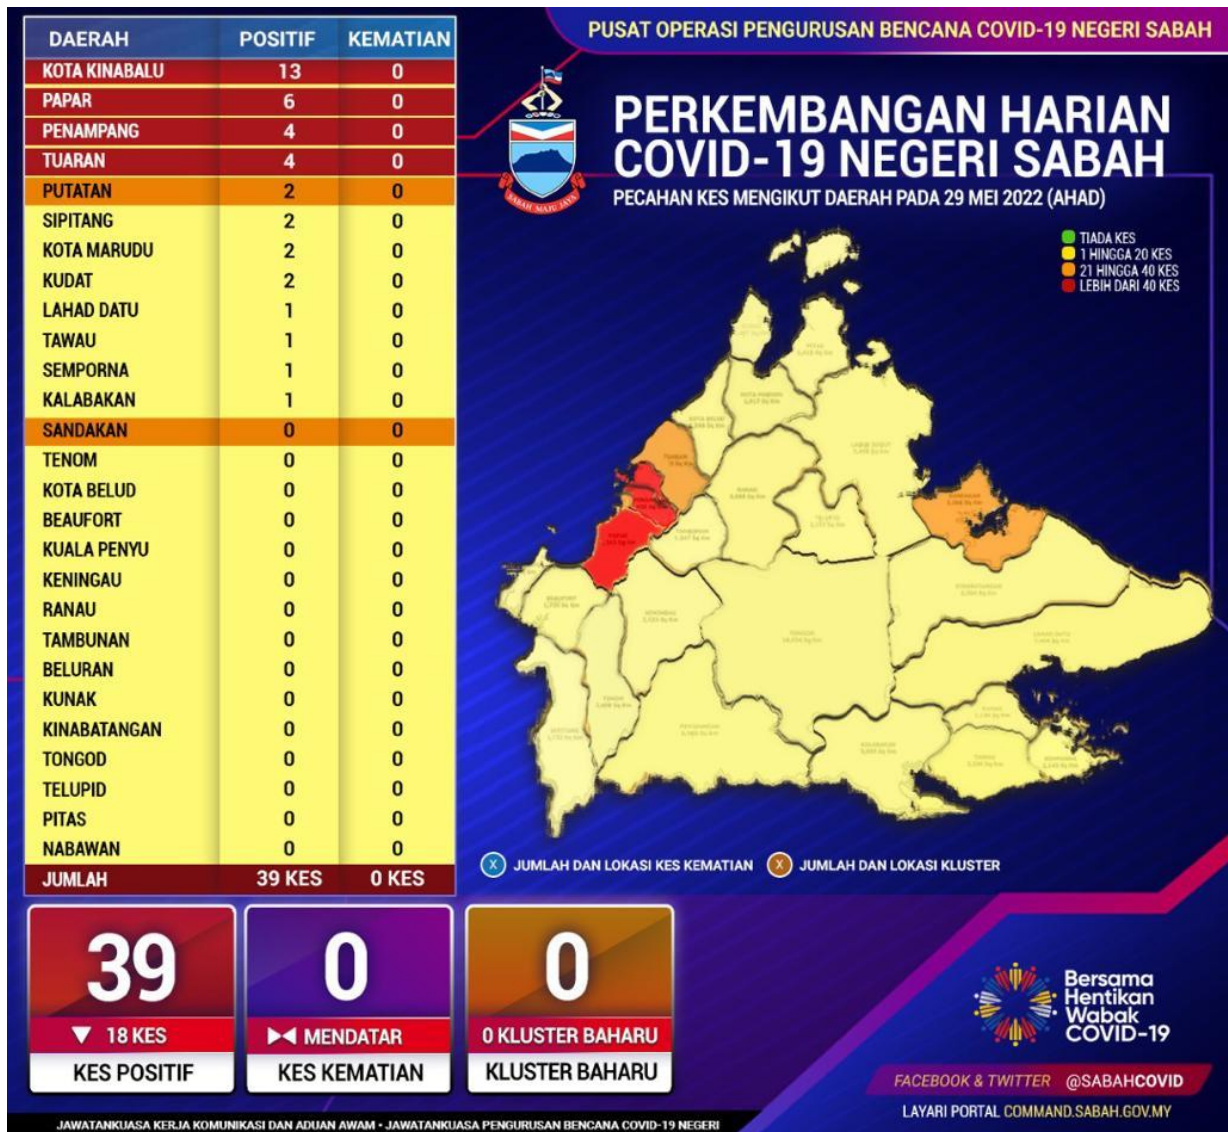 DAERAH POSITIF KEMATIAN
KOTA KINABALU 13 0
PAPAR 6 0
PENAMPANG 4 0
TUARAN 4 0
PUTATAN 2 0
SIPITANG 2 0
KOTA MARUDU 2 0
KUDAT 2 0
LAHAD DATU 1 0
TAWAU 1 0
SEMPORNA 1 0
KALABAKAN 1 0
SANDAKAN 0 0
TENOM 0 0
KOTA BELUD 0 0
BEAUFORT 0 0
KUALA PENYU 0 0
KENINGAU 0 0
RANAU 0 0
TAMBUNAN 0 0
BELURAN 0 0
KUNAK 0 0
KINABATANGAN 0 0
TONGOD 0 0
TELUPID 0 0
PITAS 0 0
NABAWAN 0 0
JUMLAH 39 KES 0 KES
PUSAT OPERASI PENGURUSAN BENCANA COVID-19 NEGERI SABAH
SABAH MAJU JAYA
PERKEMBANGAN HARIAN
COVID-19 NEGERI SABAH
PECAHAN KES MENGIKUT DAERAH PADA 29 MEI 2022 (AHAD)
TIADA KES
1 HINGGA 20 KES
21 HINGGA 40 KES
LEBIH DARI 40 KES
X JUMLAH DAN LOKASI KES KEMATIAN X JUMLAH DAN LOKASI KLUSTER
39
▼ 18 KES
KES POSITIF
0
MENDATAR
KES KEMATIAN
0
0 KLUSTER BAHARU
KLUSTER BAHARU
Bersama
Hentikan
Wabak
COVID-19
FACEBOOK & TWITTER @SABAHCOVID
LAYARI PORTAL COMMAND.SABAH.GOV.MY
JAWATANKUASA KERJA KOMUNIKASI DAN ADUAN AWAM • JAWATANKUASA PENGURUSAN BENCANA COVID-19 NEGERI